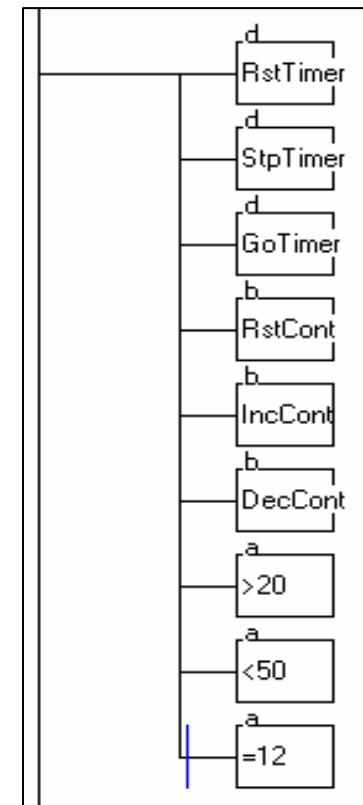 d
RstTimer
d
StpTimer
d
GoTimer
b
RstCont
b
IncCont
b
DecCont
a
>20
a
<50
a
=12